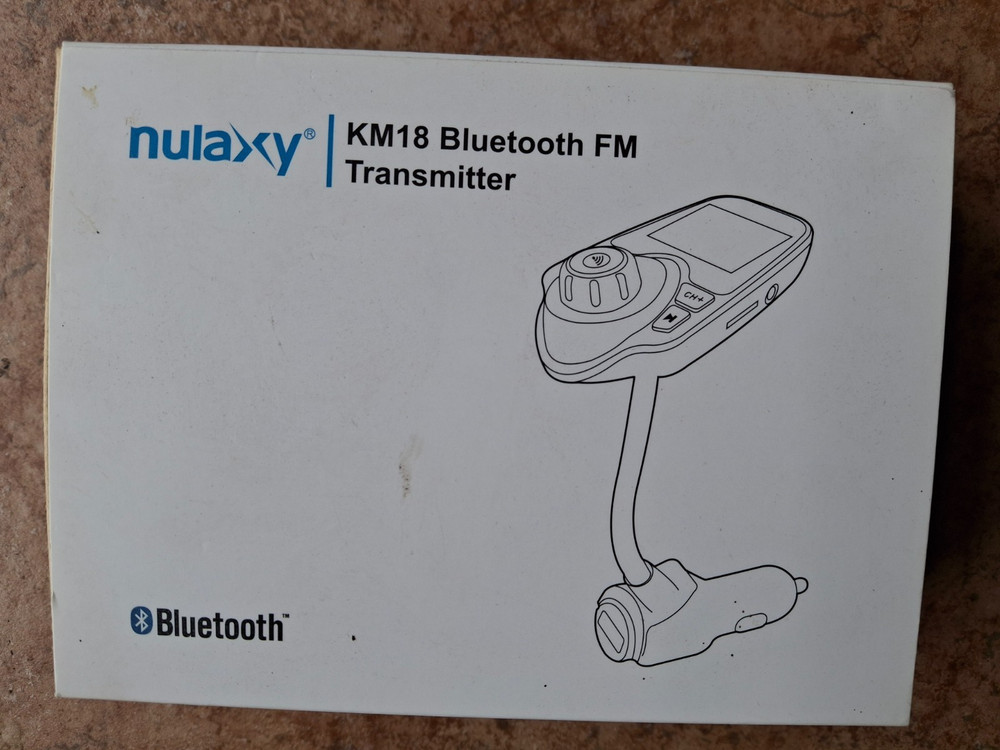 nulaxy®
KM18 Bluetooth FM
Transmitter
CH+
Bluetooth™